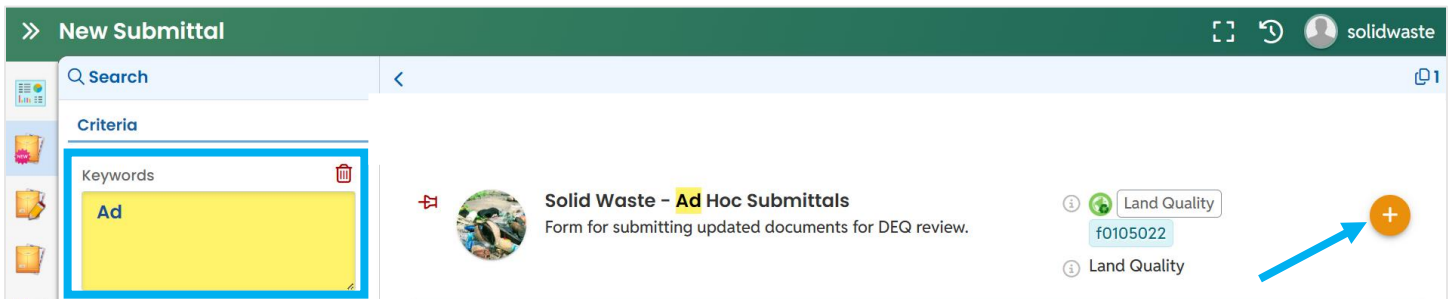 New Submittal
solidwaste
Search
1
Criteria
Keywords
Ad
Solid Waste – Ad Hoc Submittals
Form for submitting updated documents for DEQ review.
Land Quality
f0105022
Land Quality
NEW